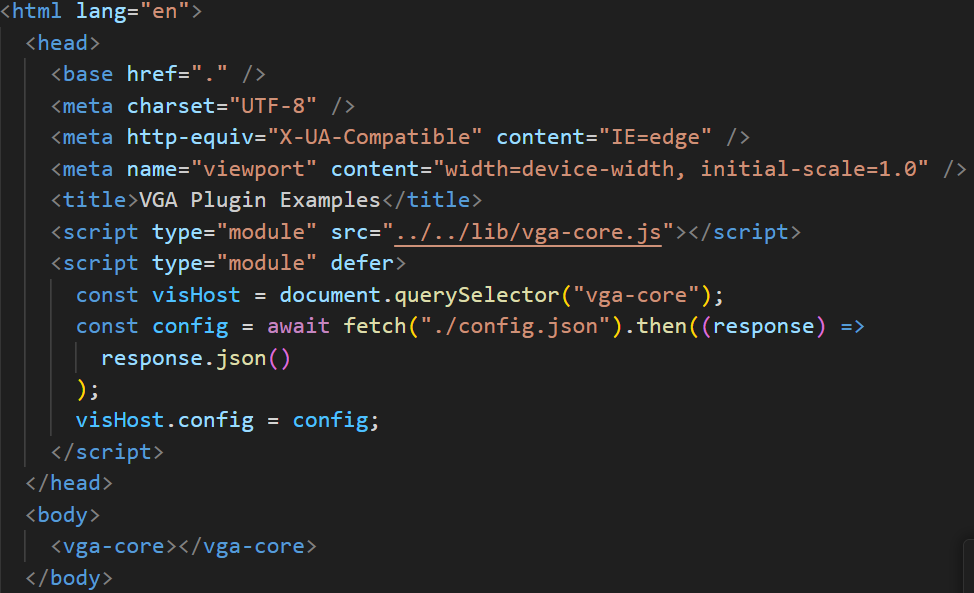 <html lang="en">
<head>
<base href="." />
<meta charset="UTF-8" />
<meta http-equiv="X-UA-Compatible" content="IE=edge" />
<meta name="viewport" content="width=device-width, initial-scale=1.0" />
<title>VGA Plugin Examples</title>
<script type="module" src="../../lib/vga-core.js"></script>
<script type="module" defer>
const visHost = document.querySelector("vga-core");
const config = await fetch("./config.json").then((response) =>
response.json()
);
visHost.config = config;
</script>
</head>
<body>
<vga-core></vga-core>
</body>